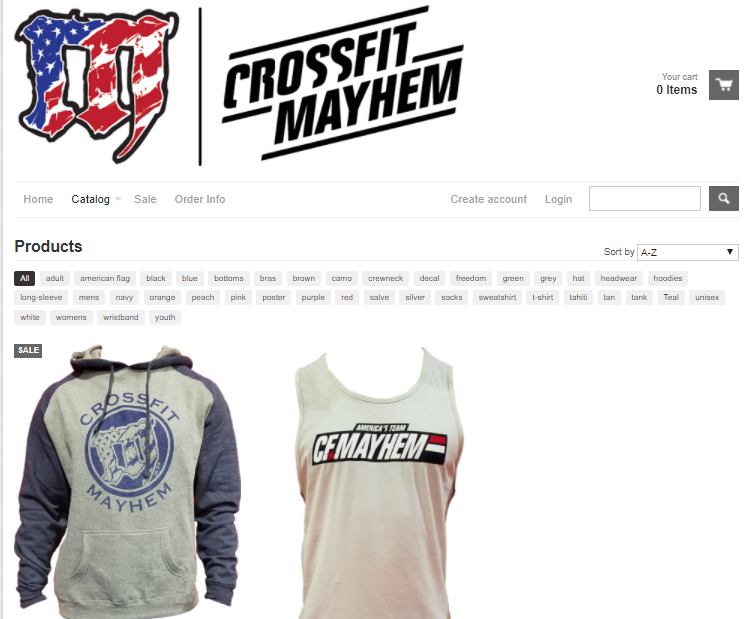 CROSSFIT
MAYHEM
Your cart
0 Items
Home Catalog Sale Order Info Create account Login
Products
Sort by A-Z
All adult american flag black blue bottoms bras brown camo crewneck decal freedom green grey hat headwear hoodies
long-sleeve mens navy orange peach pink poster purple red salve silver socks sweatshirt t-shirt tahiti tan tank Teal unisex
white womens wristband youth
SALE
CROSSFIT
MAYHEM
AMERICA'S TEAM
CF.MAYHEM